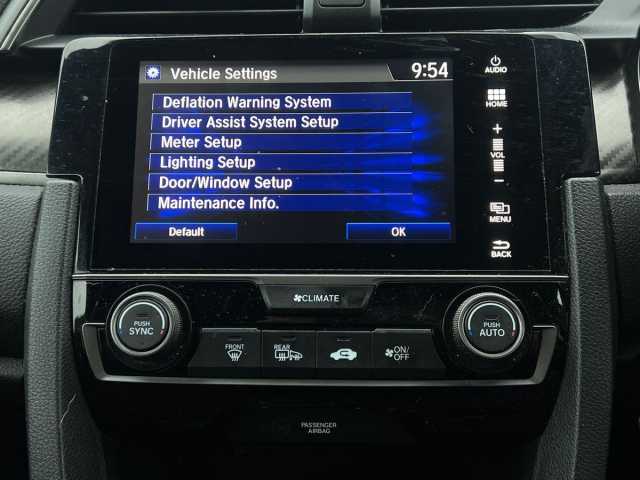 Vehicle Settings 9:54
Deflation Warning System
Driver Assist System Setup
Meter Setup
Lighting Setup
Door/Window Setup
Maintenance Info.
Default OK
AUDIO
HOME
+
VOL
−
MENU
BACK
CLIMATE
PUSH
SYNC
FRONT
REAR
ON/
OFF
PUSH
AUTO
PASSENGER
AIRBAG